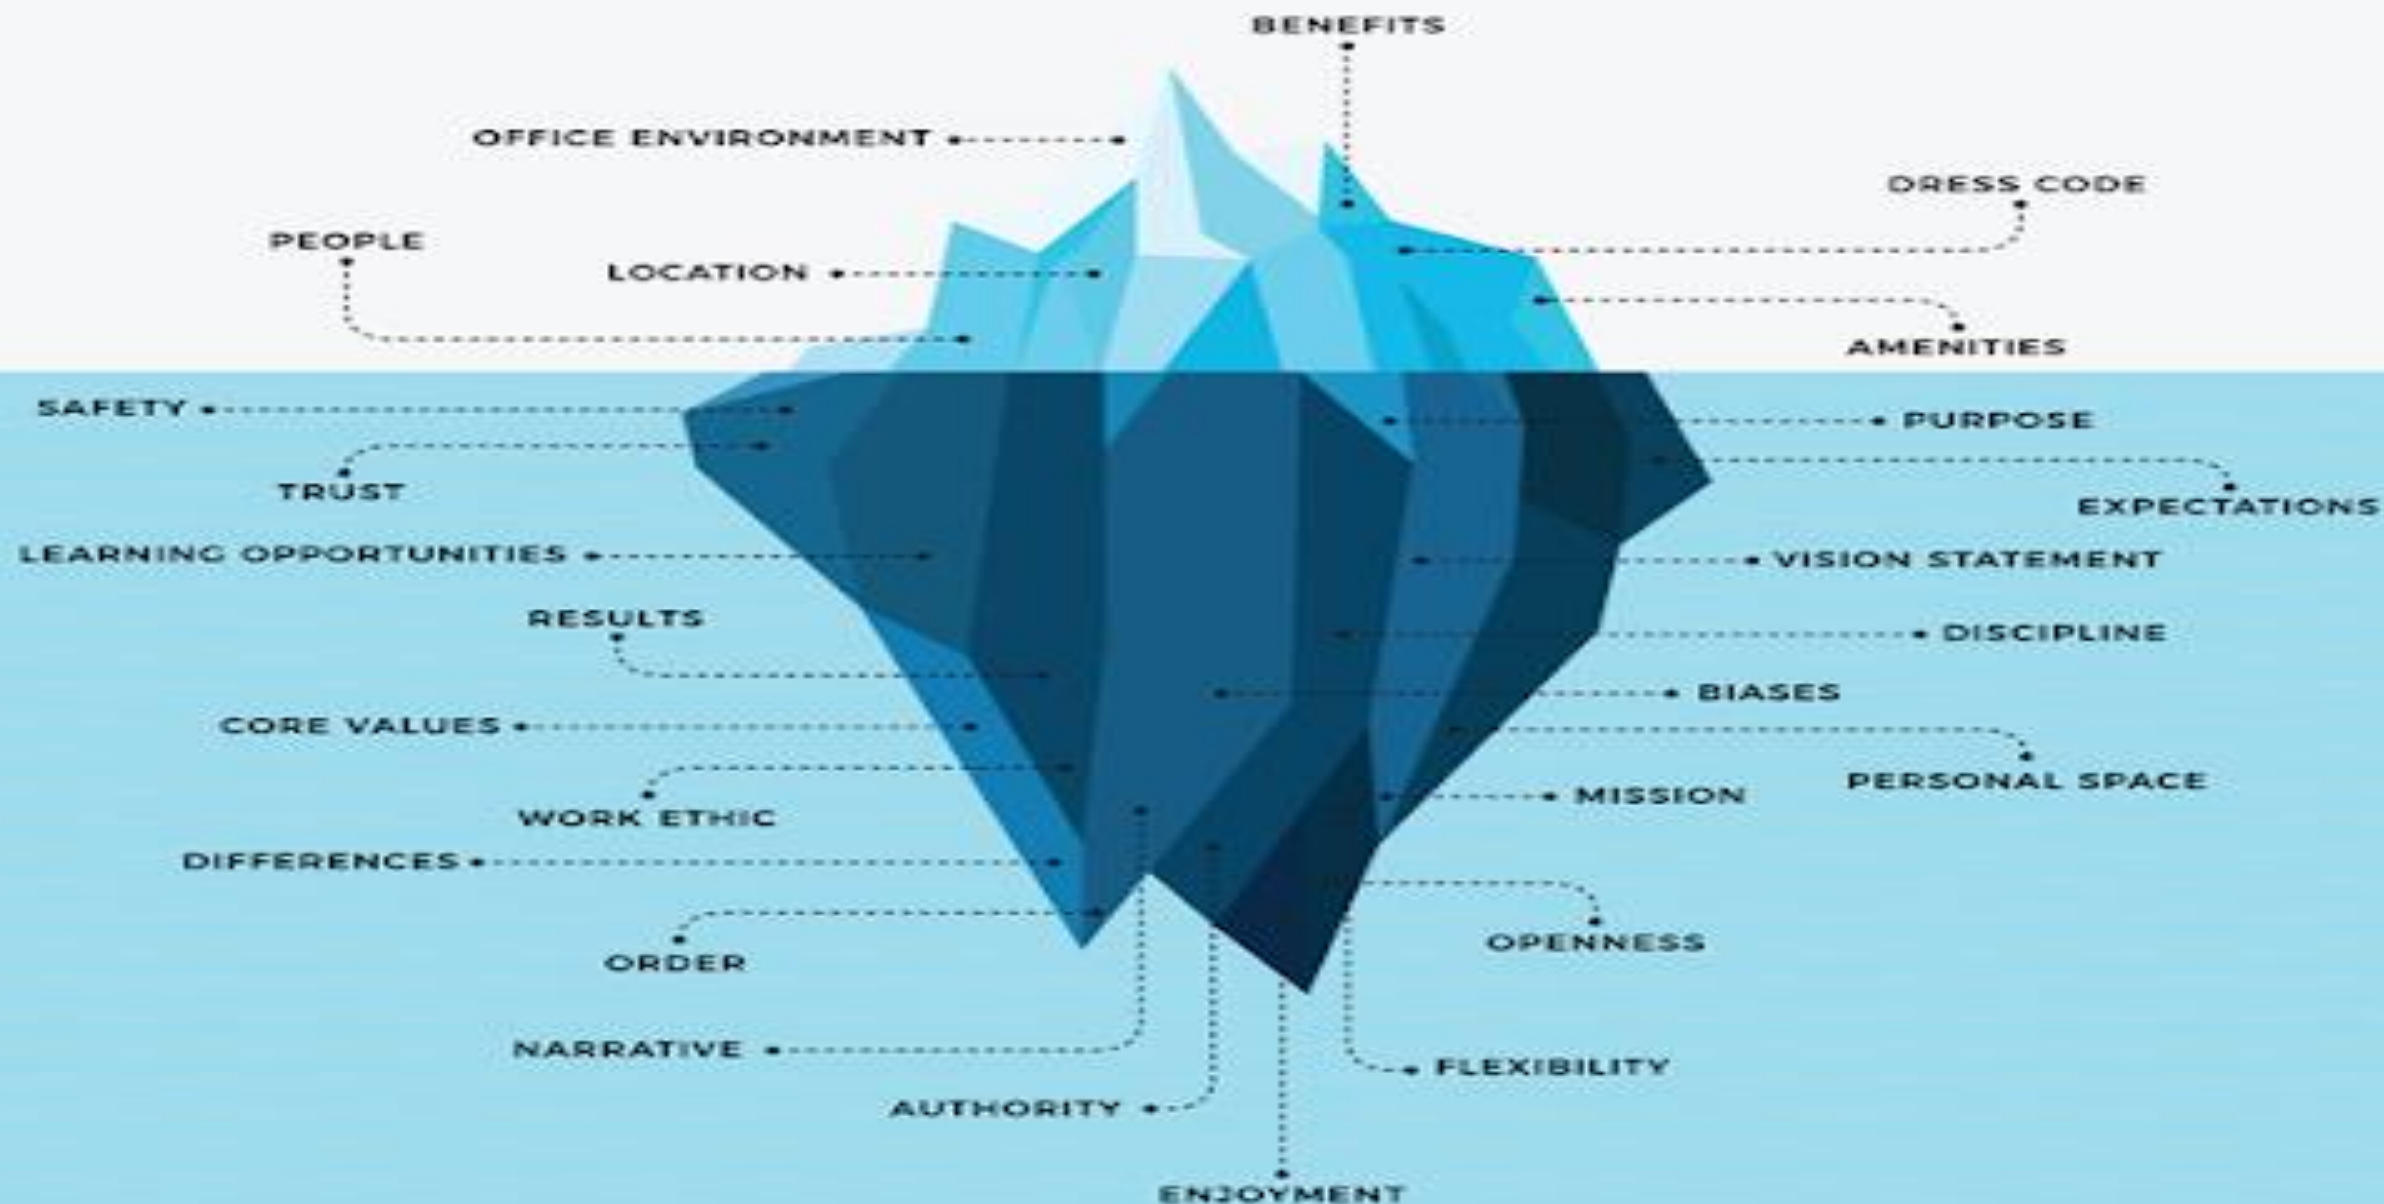 BENEFITS
OFFICE ENVIRONMENT
DRESS CODE
PEOPLE
LOCATION
AMENITIES
SAFETY
PURPOSE
TRUST
EXPECTATIONS
LEARNING OPPORTUNITIES
VISION STATEMENT
RESULTS
DISCIPLINE
BIASES
CORE VALUES
PERSONAL SPACE
MISSION
WORK ETHIC
DIFFERENCES
OPENNESS
ORDER
NARRATIVE
FLEXIBILITY
AUTHORITY
ENJOYMENT